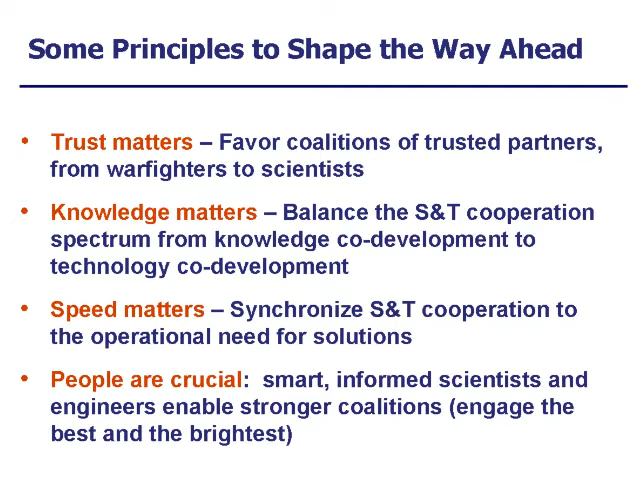 Some Principles to Shape the Way Ahead
• Trust matters – Favor coalitions of trusted partners,
from warfighters to scientists
• Knowledge matters – Balance the S&T cooperation
spectrum from knowledge co-development to
technology co-development
• Speed matters – Synchronize S&T cooperation to
the operational need for solutions
• People are crucial:  smart, informed scientists and
engineers enable stronger coalitions (engage the
best and the brightest)